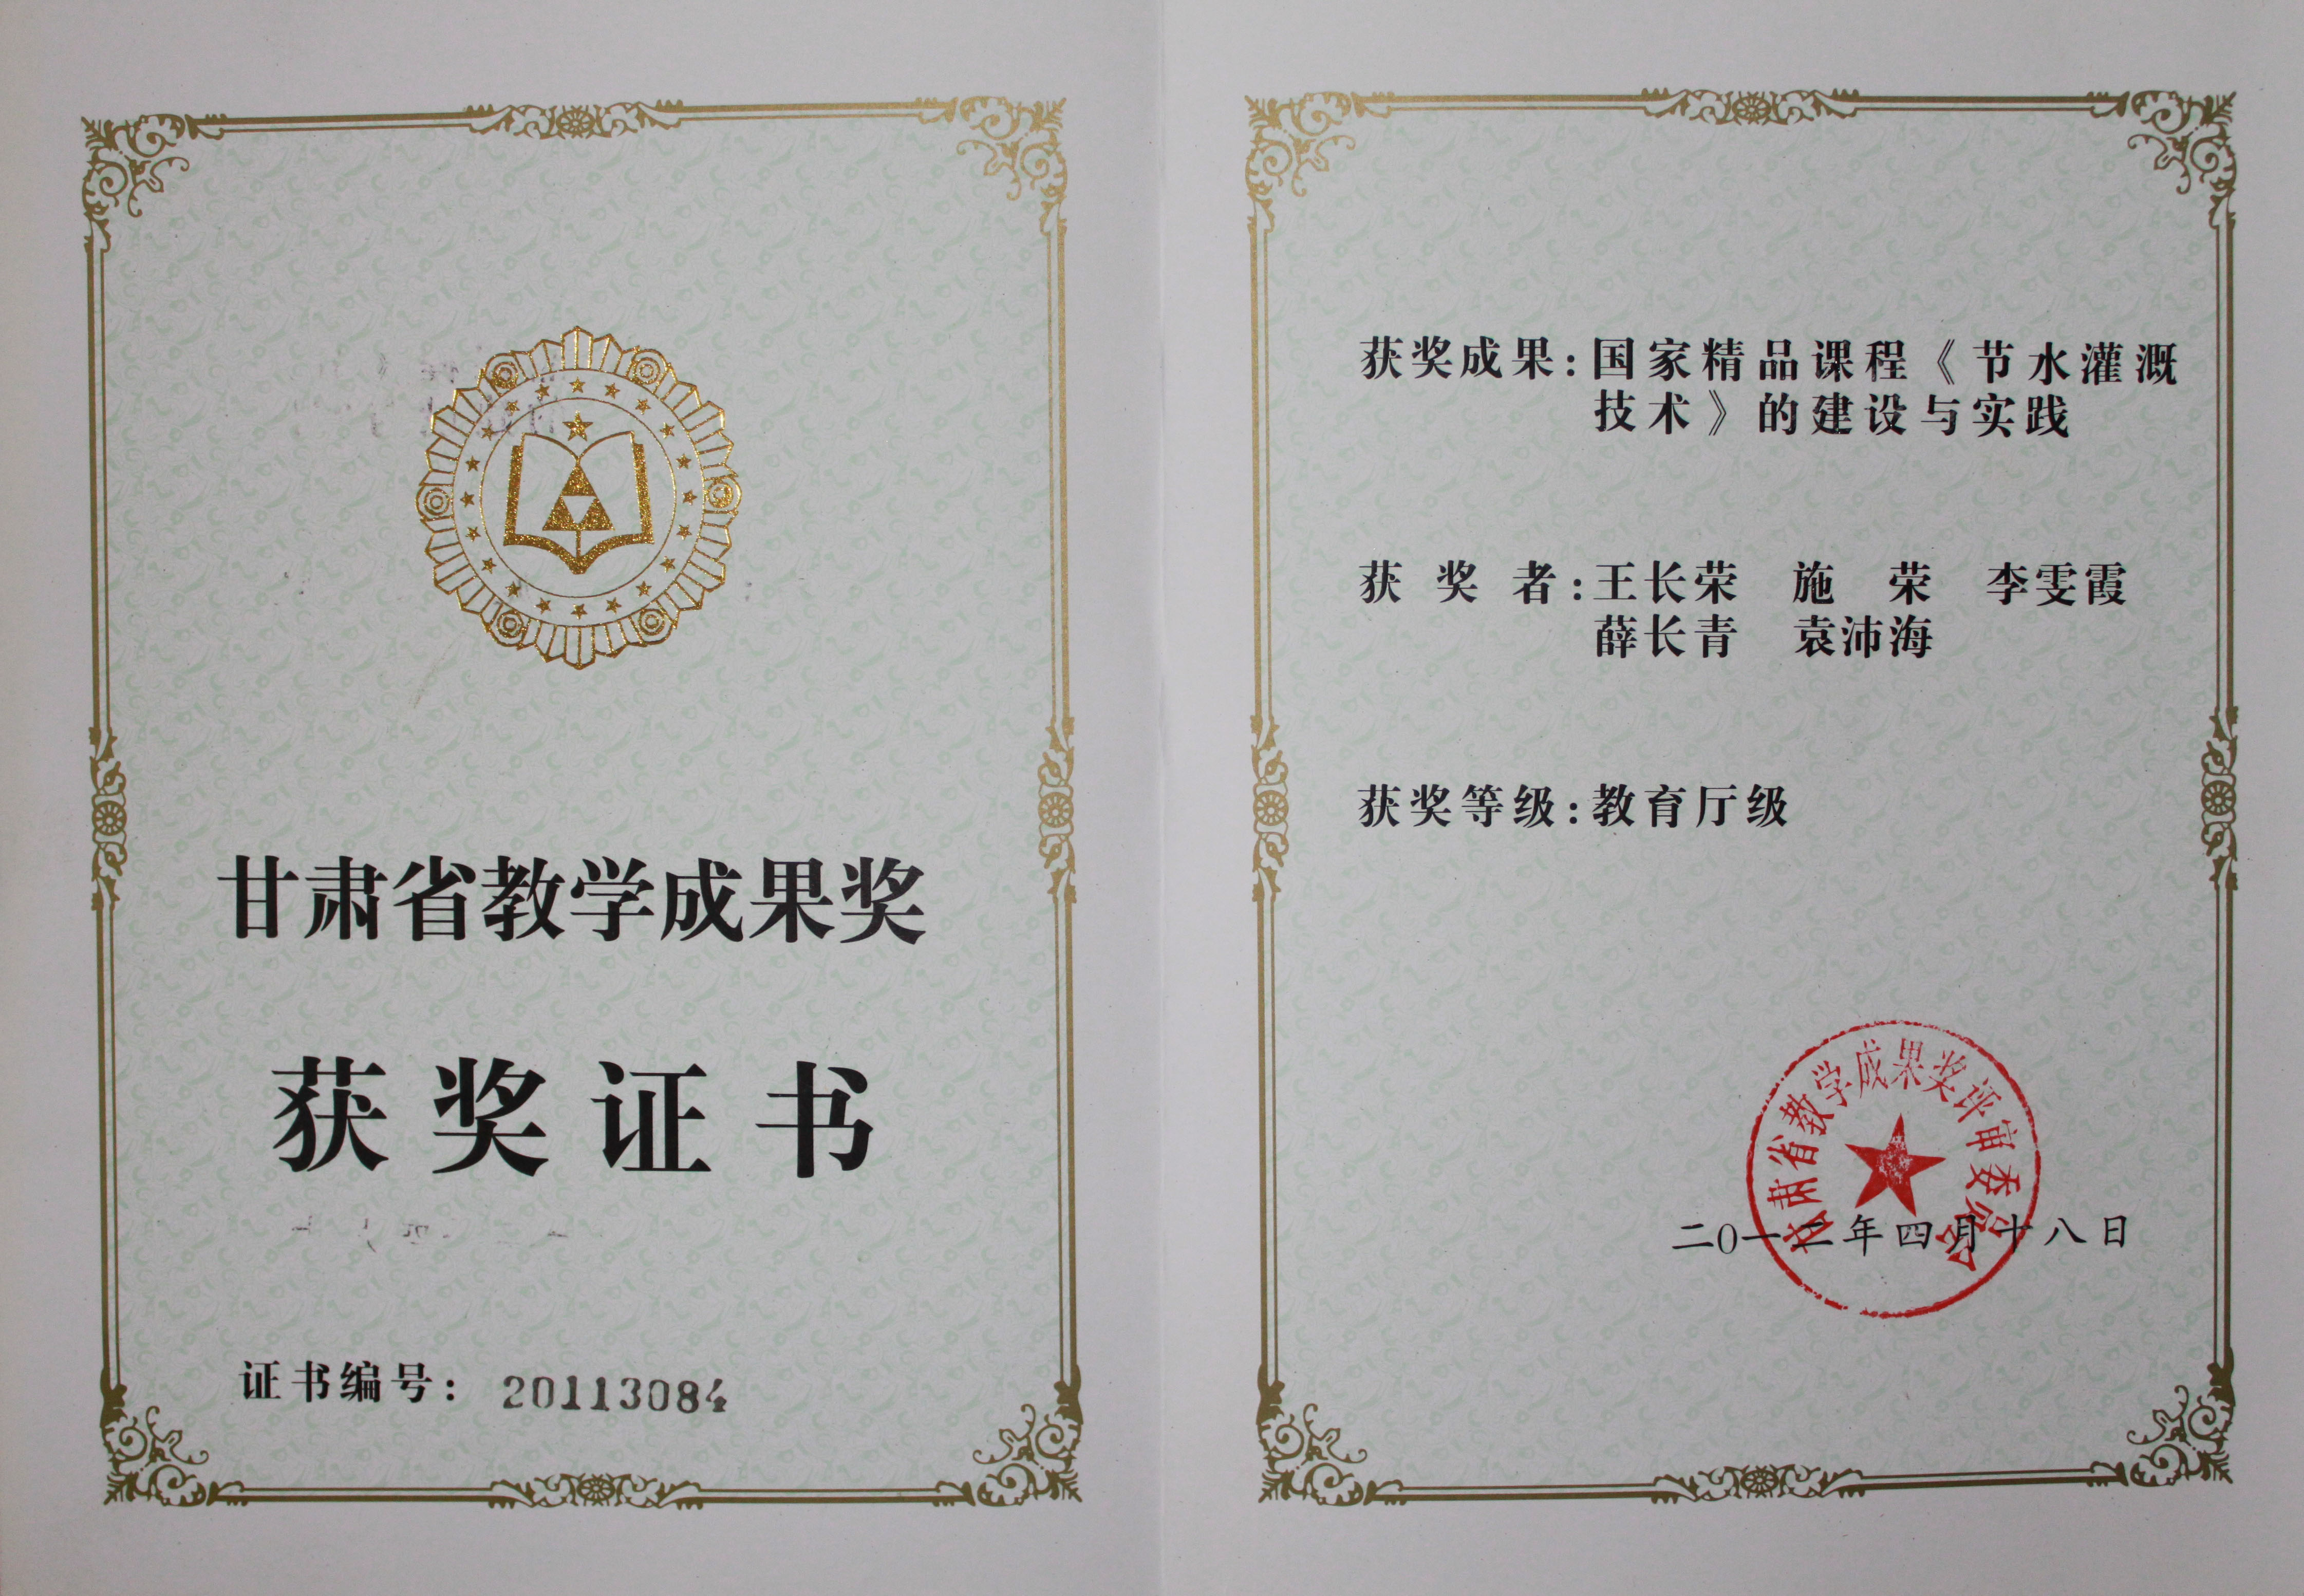 甘肃省教学成果奖
获奖证书
证书编号：20113084
获奖成果：国家精品课程《节水灌溉
技术》的建设与实践
获奖者：王长荣 施荣 李雯霞
薛长青 袁沛海
获奖等级：教育厅级
甘肃省教学成果奖评审委员会
二〇一二年四月十八日